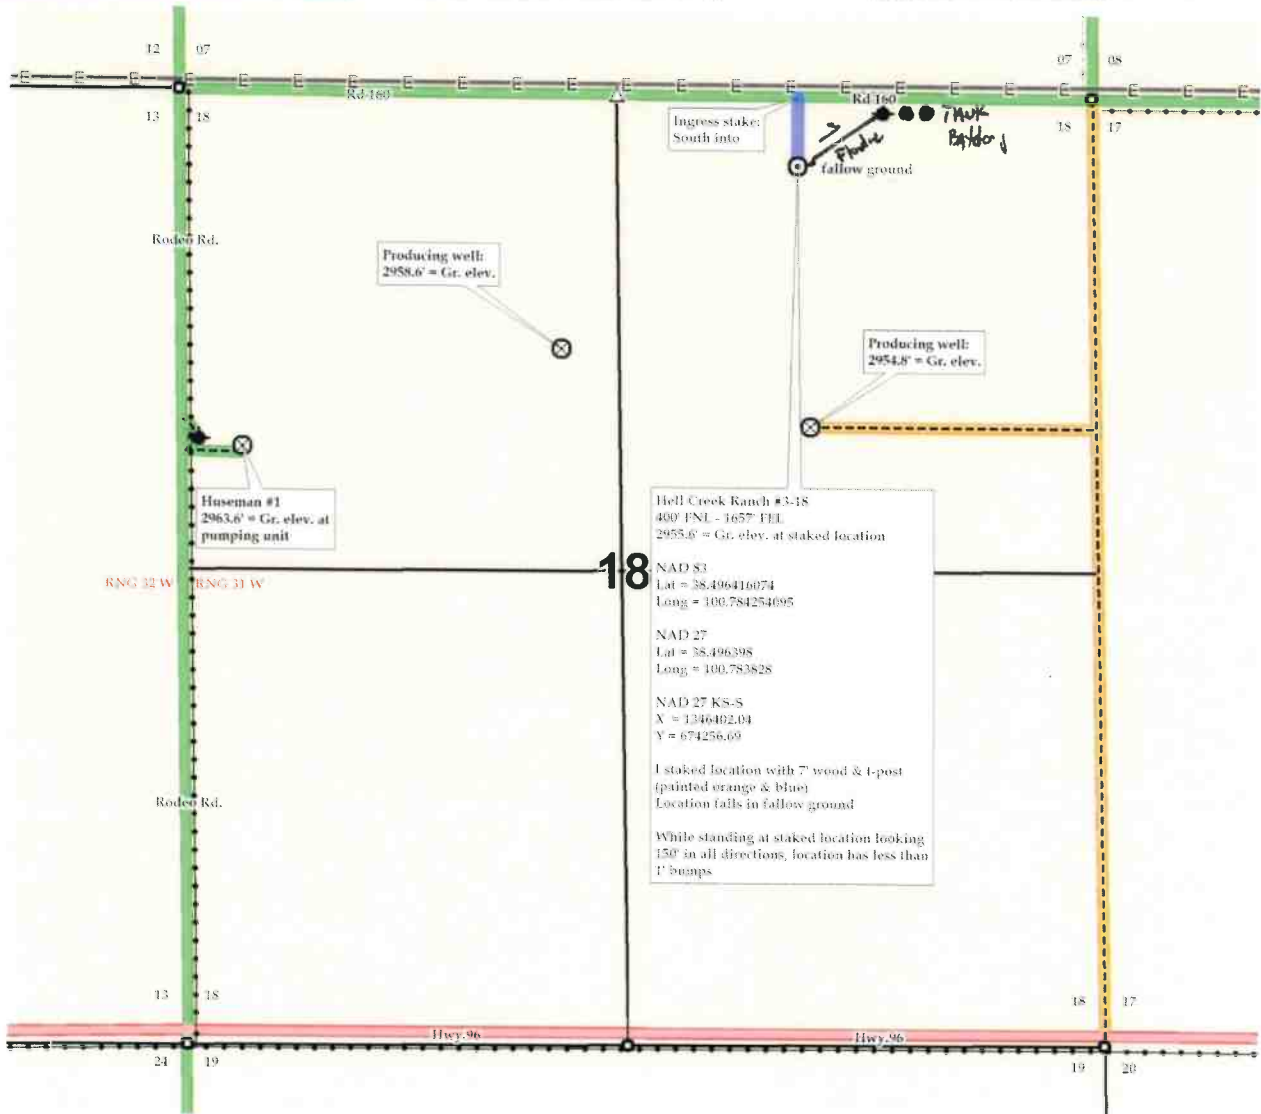 12 07
07 08
E E E E E E E E E E E E E E E E E E E E E E E
Rd 160
Rd 160
13 18
18 17
Ingress stake:
South into
TANK
fallow ground
Rodeo Rd.
Producing well:
2958.6' = Gr. elev.
Producing well:
2954.8' = Gr. elev.
Huseman #1
2963.6' = Gr. elev. at
pumping unit
RNG 32 W RNG 31 W
18
Hell Creek Ranch #3-18
400' FNL - 1657' FEL
2955.6' = Gr. elev. at staked location
NAD 83
Lat = 38.496416074
Long = 100.784254095
NAD 27
Lat = 38.496398
Long = 100.783828
NAD 27 KS-S
X = 1346402.04
Y = 674256.69
I staked location with 7' wood & t-post
(painted orange & blue)
Location falls in fallow ground
While standing at staked location looking
150' in all directions, location has less than
1' bumps
Rodeo Rd.
13 18
18 17
Hwy. 96
Hwy. 96
24 19
19 20